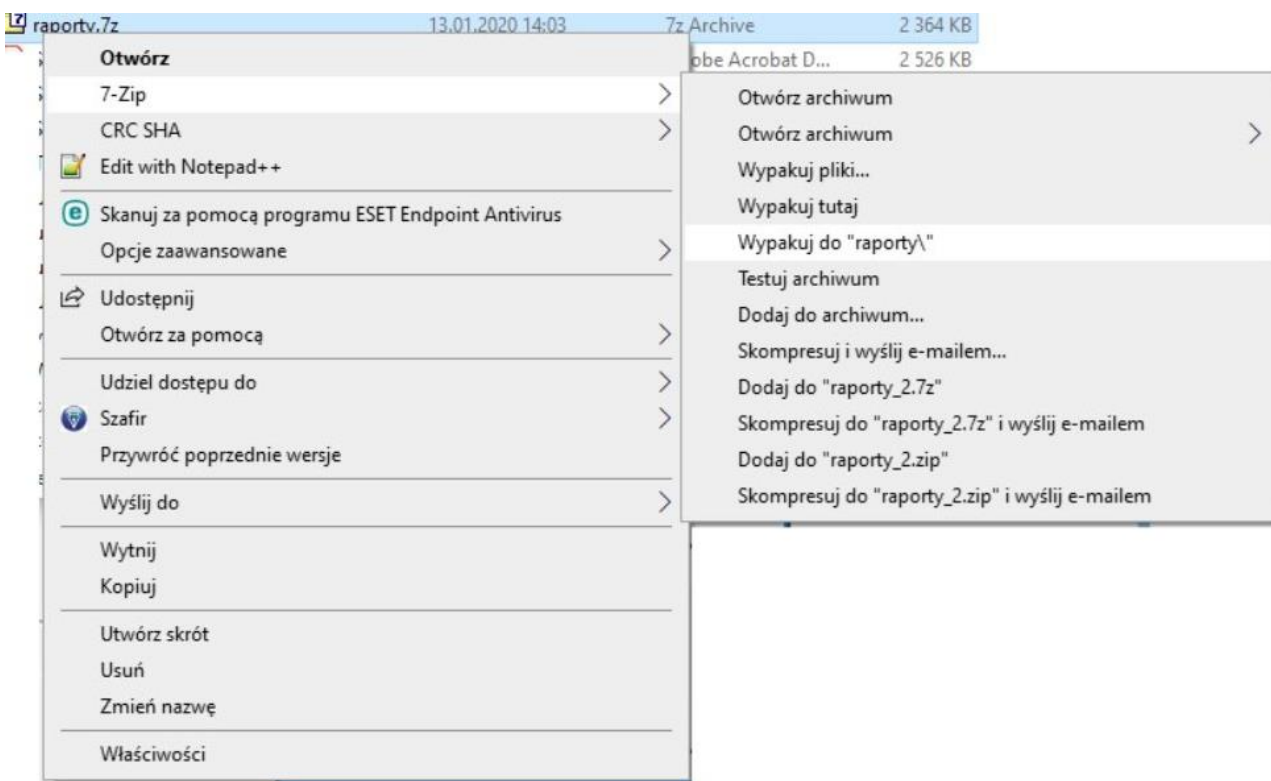 raporty.7z 13.01.2020 14:03 7z Archive 2 364 KB
obe Acrobat D... 2 526 KB
Otwórz
7-Zip
CRC SHA
Edit with Notepad++
Skanuj za pomocą programu ESET Endpoint Antivirus
Opcje zaawansowane
Udostępnij
Otwórz za pomocą
Udziel dostępu do
Szafir
Przywróć poprzednie wersje
Wyślij do
Wytnij
Kopiuj
Utwórz skrót
Usuń
Zmień nazwę
Właściwości
Otwórz archiwum
Otwórz archiwum
Wypakuj pliki...
Wypakuj tutaj
Wypakuj do "raporty\"
Testuj archiwum
Dodaj do archiwum...
Skompresuj i wyślij e-mailem...
Dodaj do "raporty_2.7z"
Skompresuj do "raporty_2.7z" i wyślij e-mailem
Dodaj do "raporty_2.zip"
Skompresuj do "raporty_2.zip" i wyślij e-mailem